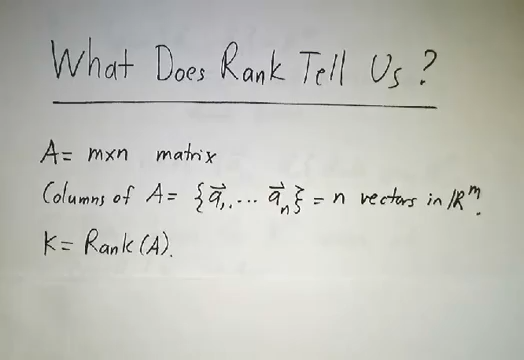 What Does Rank Tell Us?
A = m×n matrix
Columns of A = {a⃗₁, ... a⃗ₙ} = n vectors in ℝᵐ.
K = Rank(A).